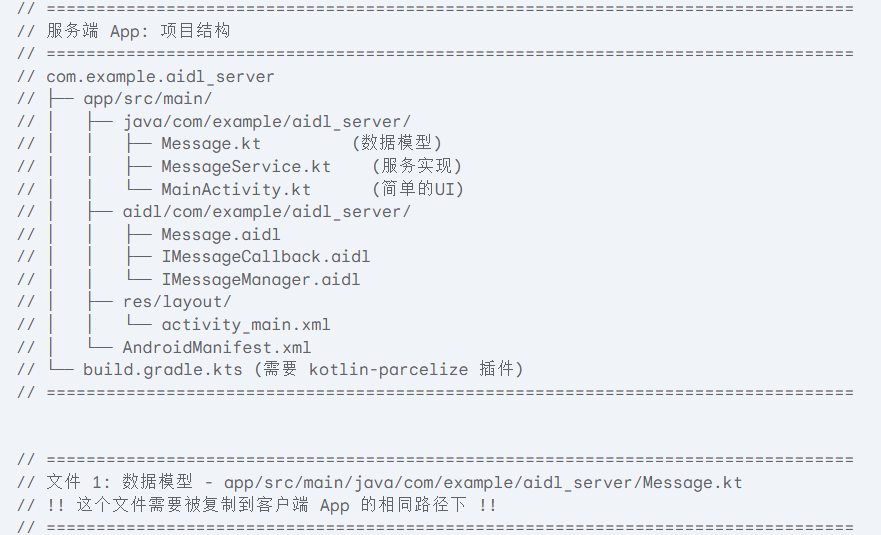 // =================================================================================
// 服务端 App: 项目结构
// =================================================================================
// com.example.aidl_server
// ├── app/src/main/
// │   ├── java/com/example/aidl_server/
// │   │   ├── Message.kt         (数据模型)
// │   │   ├── MessageService.kt    (服务实现)
// │   │   └── MainActivity.kt      (简单的UI)
// │   ├── aidl/com/example/aidl_server/
// │   │   ├── Message.aidl
// │   │   ├── IMessageCallback.aidl
// │   │   └── IMessageManager.aidl
// │   ├── res/layout/
// │   │   └── activity_main.xml
// │   └── AndroidManifest.xml
// └── build.gradle.kts (需要 kotlin-parcelize 插件)
// =================================================================================
// =================================================================================
// 文件 1: 数据模型 - app/src/main/java/com/example/aidl_server/Message.kt
// !! 这个文件需要被复制到客户端 App 的相同路径下 !!
// =================================================================================